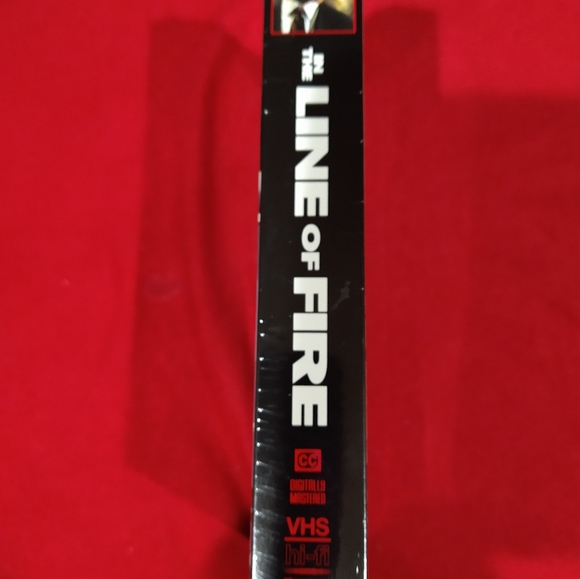 IN
THE
LINE OF FIRE
CC
DIGITALLY
MASTERED
VHS
hi-fi